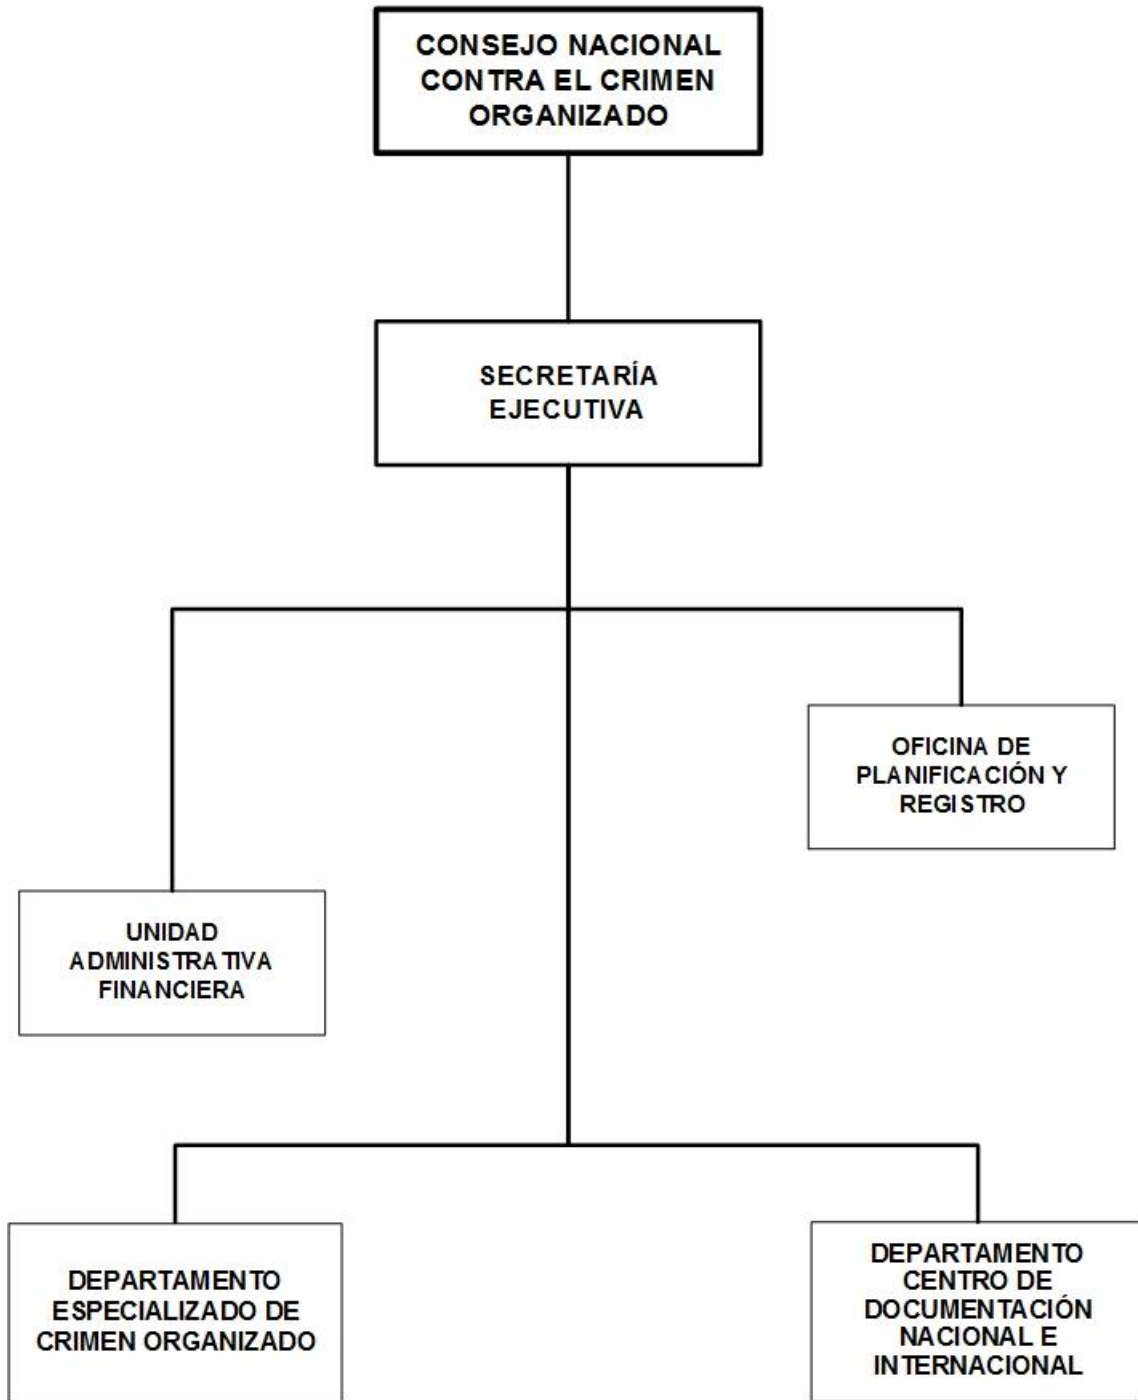 CONSEJO NACIONAL
CONTRA EL CRIMEN
ORGANIZADO
SECRETARÍA
EJECUTIVA
OFICINA DE
PLANIFICACIÓN Y
REGISTRO
UNIDAD
ADMINISTRATIVA
FINANCIERA
DEPARTAMENTO
ESPECIALIZADO DE
CRIMEN ORGANIZADO
DEPARTAMENTO
CENTRO DE
DOCUMENTACIÓN
NACIONAL E
INTERNACIONAL